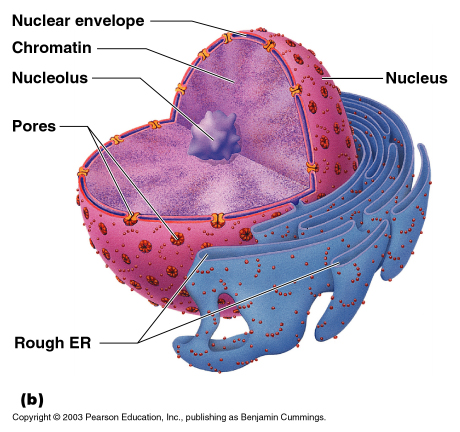 Nuclear envelope
Chromatin
Nucleolus
Nucleus
Pores
Rough ER
(b)
Copyright © 2003 Pearson Education, Inc., publishing as Benjamin Cummings.